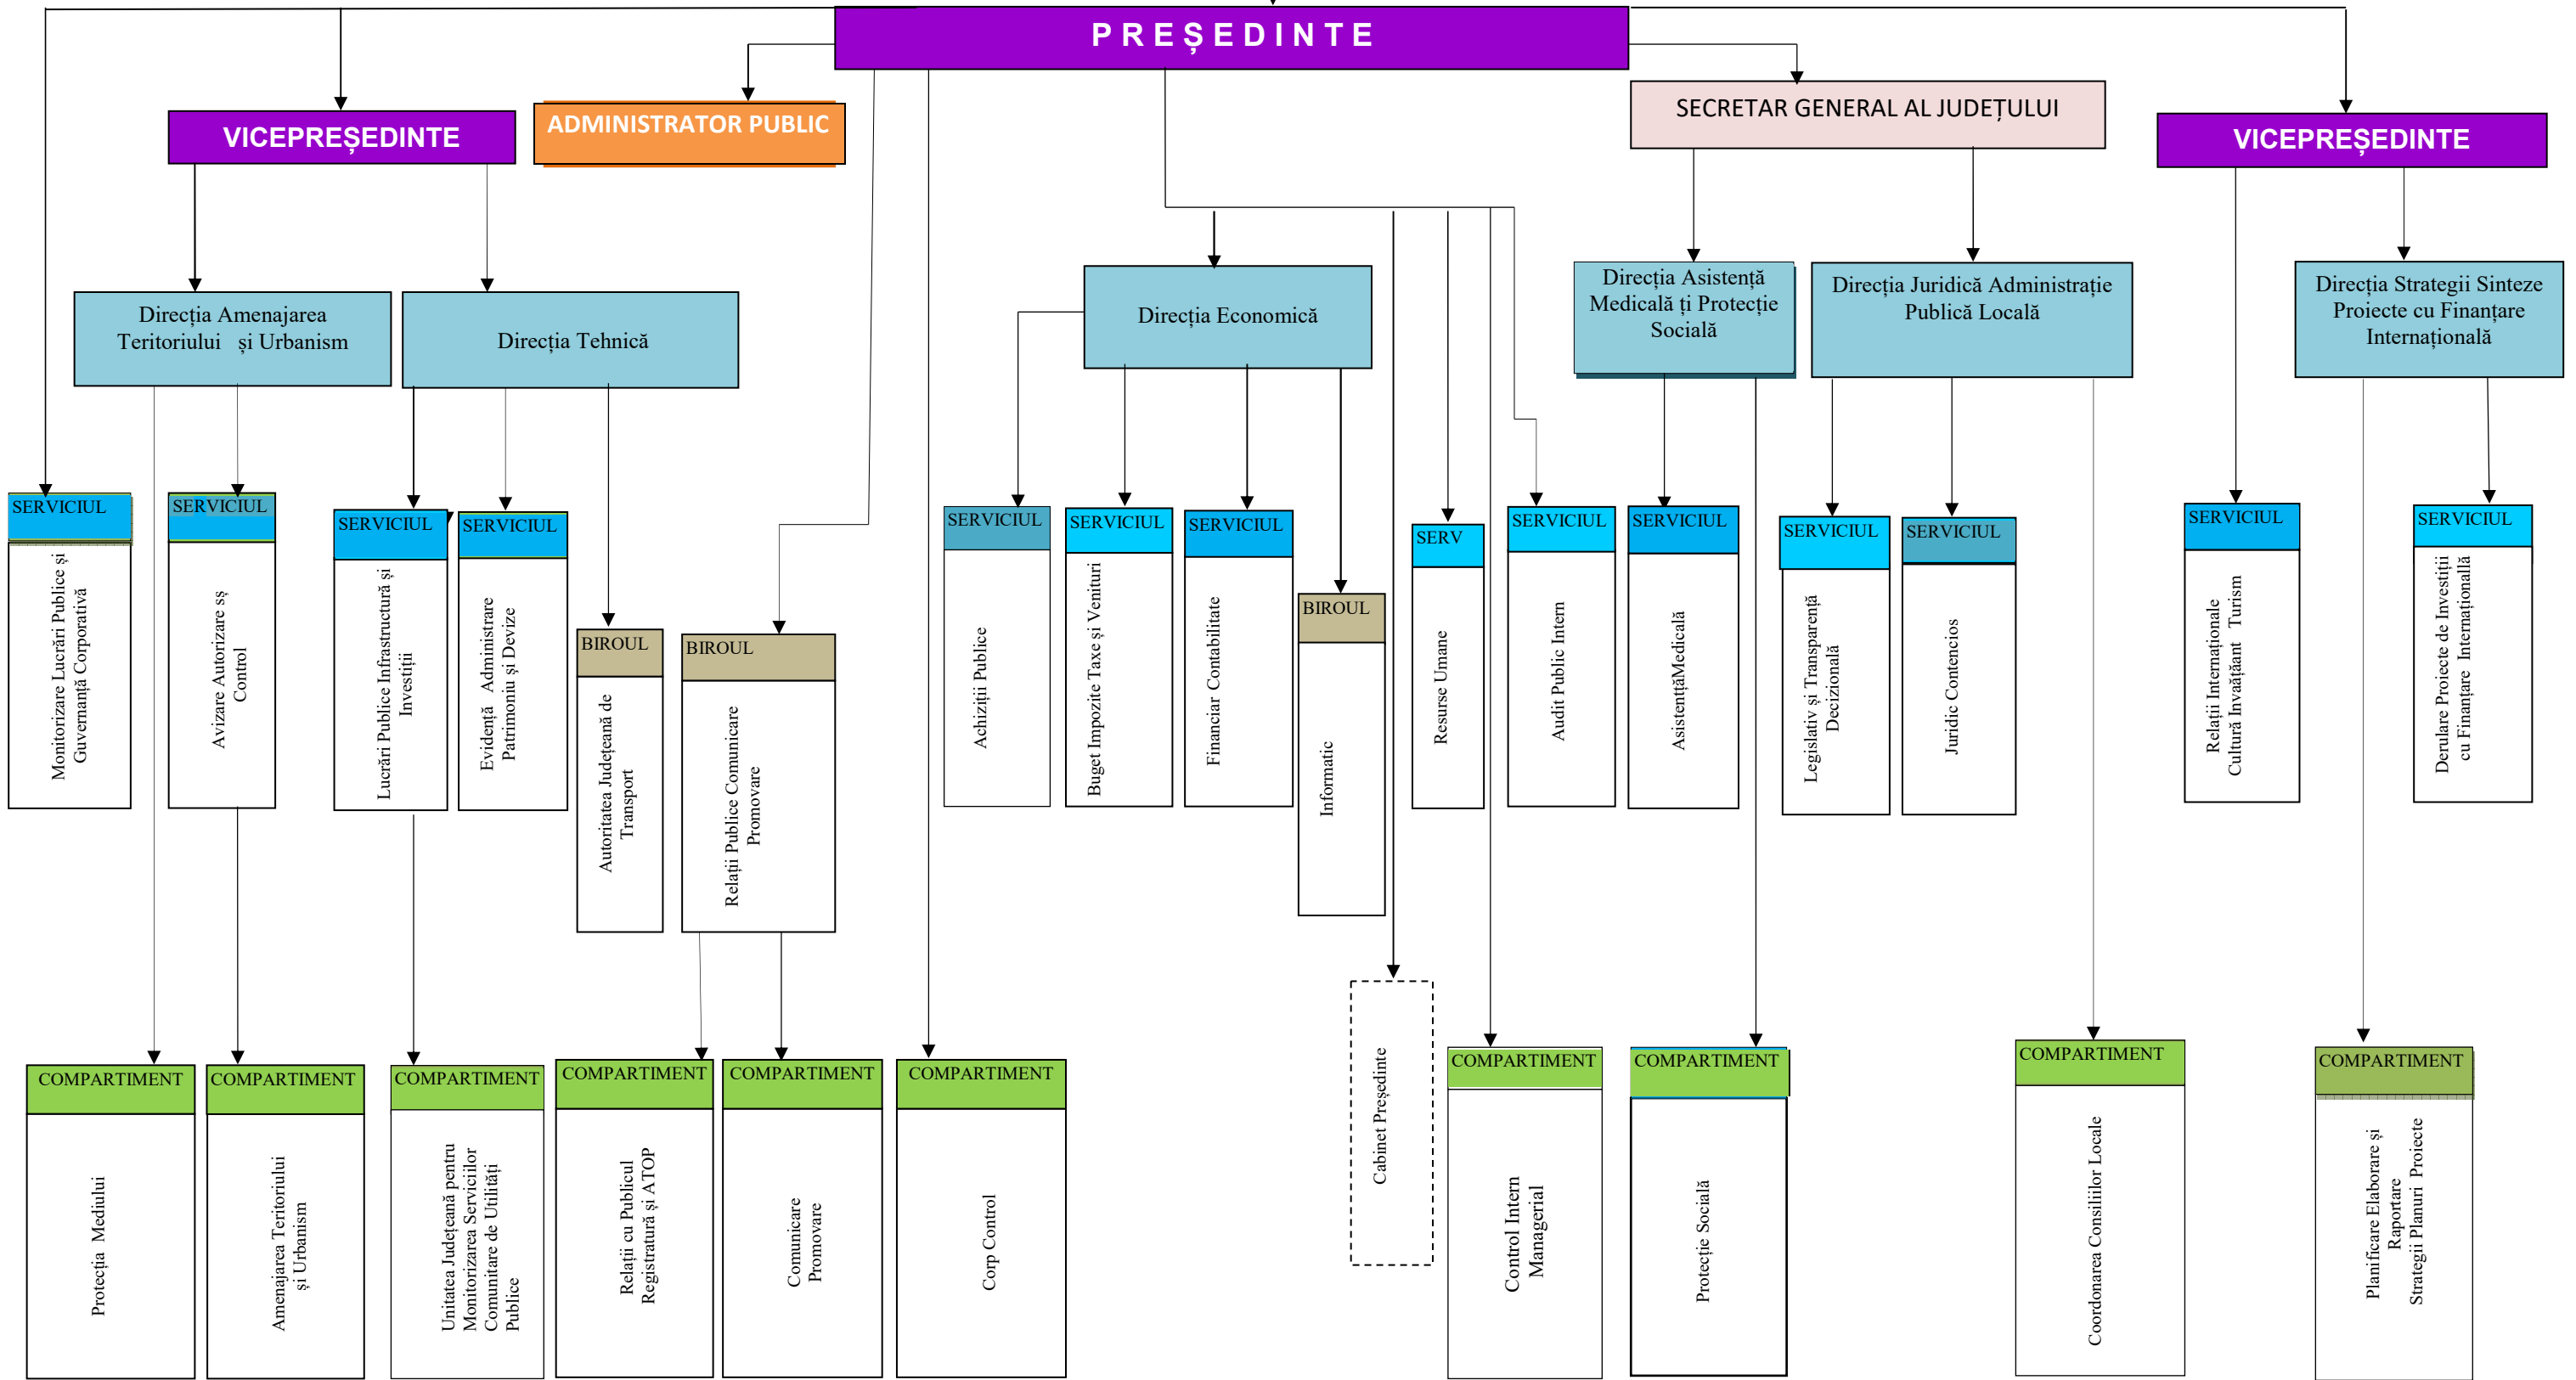 P R E Ș E D I N T E
VICEPREȘEDINTE
ADMINISTRATOR PUBLIC
SECRETAR GENERAL AL JUDEȚULUI
VICEPREȘEDINTE
Direcția Amenajarea
Teritoriului și Urbanism
Direcția Tehnică
Direcția Economică
Direcția Asistență
Medicală ți Protecție
Socială
Direcția Juridică Administrație
Publică Locală
Direcția Strategii Sinteze
Proiecte cu Finanțare
Internațională
SERVICIUL
Monitorizare Lucrări Publice și
Guvernanță Corporativă
SERVICIUL
Avizare Autorizare sș
Control
SERVICIUL
Lucrări Publice Infrastructură și
Investiții
SERVICIUL
Evidență Administrare
Patrimoniu și Devize
BIROUL
Autoritatea Județeană de
Transport
BIROUL
Relații Publice Comunicare
Promovare
SERVICIUL
Achiziții Publice
SERVICIUL
Buget Impozite Taxe și Venituri
SERVICIUL
Financiar Contabilitate
BIROUL
Informatic
SERV
Resurse Umane
SERVICIUL
Audit Public Intern
SERVICIUL
AsistențțăMedicală
SERVICIUL
Legislativ și Transparență
Decizională
SERVICIUL
Juridic Contencios
SERVICIUL
Relații Internaționale
Cultură Invaățăant Turism
SERVICIUL
Derulare Proiecte de Investiții
cu Finanțare Internaționallă
COMPARTIMENT
Protecția Mediului
COMPARTIMENT
Amenajarea Teritoriului
și Urbanism
COMPARTIMENT
Unitatea Județeană pentru
Monitorizarea Serviciilor
Comunitare de Utilități
Publice
COMPARTIMENT
Relații cu Publicul
Registratură și ATOP
COMPARTIMENT
Comunicare
Promovare
COMPARTIMENT
Corp Control
Cabinet Președinte
COMPARTIMENT
Control Intern
Managerial
COMPARTIMENT
Protecție Socială
COMPARTIMENT
Coordonarea Consiliilor Locale
COMPARTIMENT
Planificare Elaborare și
Raportare
Strategii Planuri Proiecte